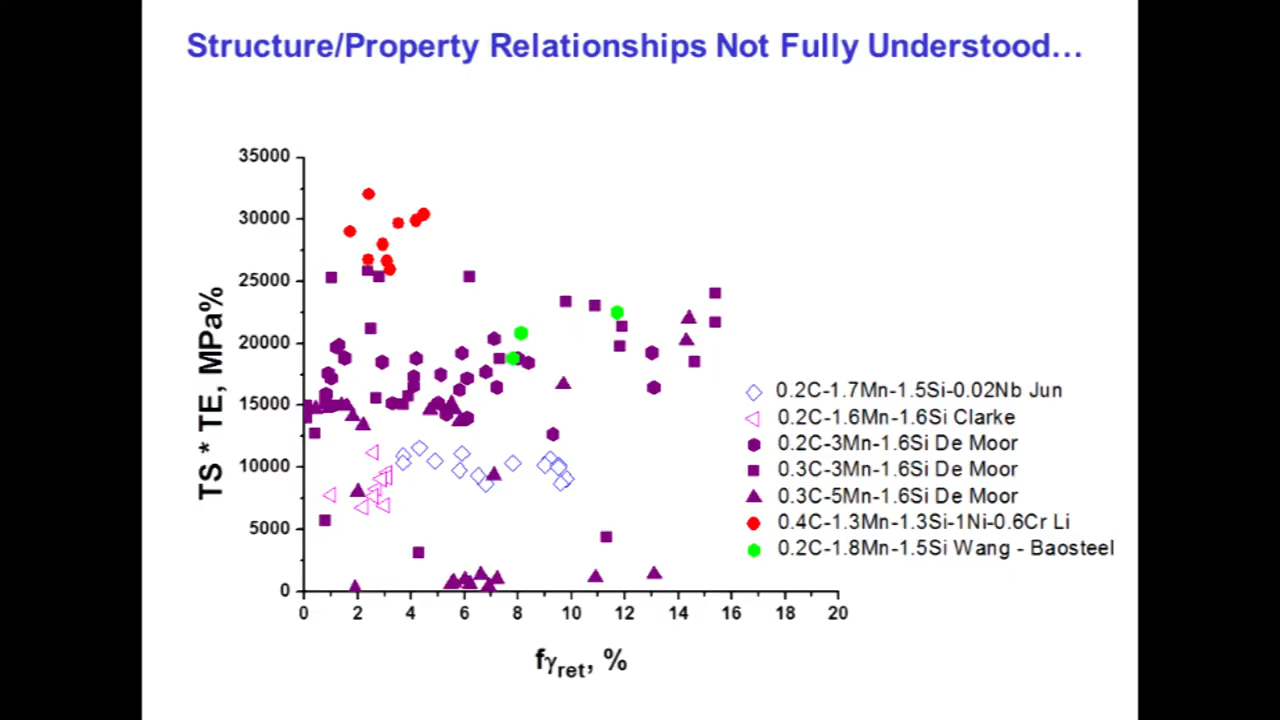 Structure/Property Relationships Not Fully Understood…
35000
30000
25000
20000
15000
10000
5000
0
TS * TE, MPa%
0 2 4 6 8 10 12 14 16 18 20
fγret, %
0.2C-1.7Mn-1.5Si-0.02Nb Jun
0.2C-1.6Mn-1.6Si Clarke
0.2C-3Mn-1.6Si De Moor
0.3C-3Mn-1.6Si De Moor
0.3C-5Mn-1.6Si De Moor
0.4C-1.3Mn-1.3Si-1Ni-0.6Cr Li
0.2C-1.8Mn-1.5Si Wang - Baosteel